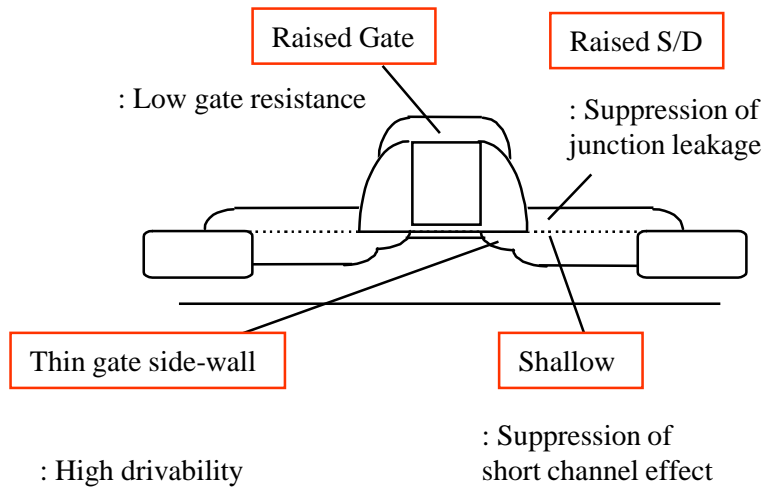 Raised Gate
Raised S/D
: Low gate resistance
: Suppression of
junction leakage
Thin gate side-wall
Shallow
: High drivability
: Suppression of
short channel effect